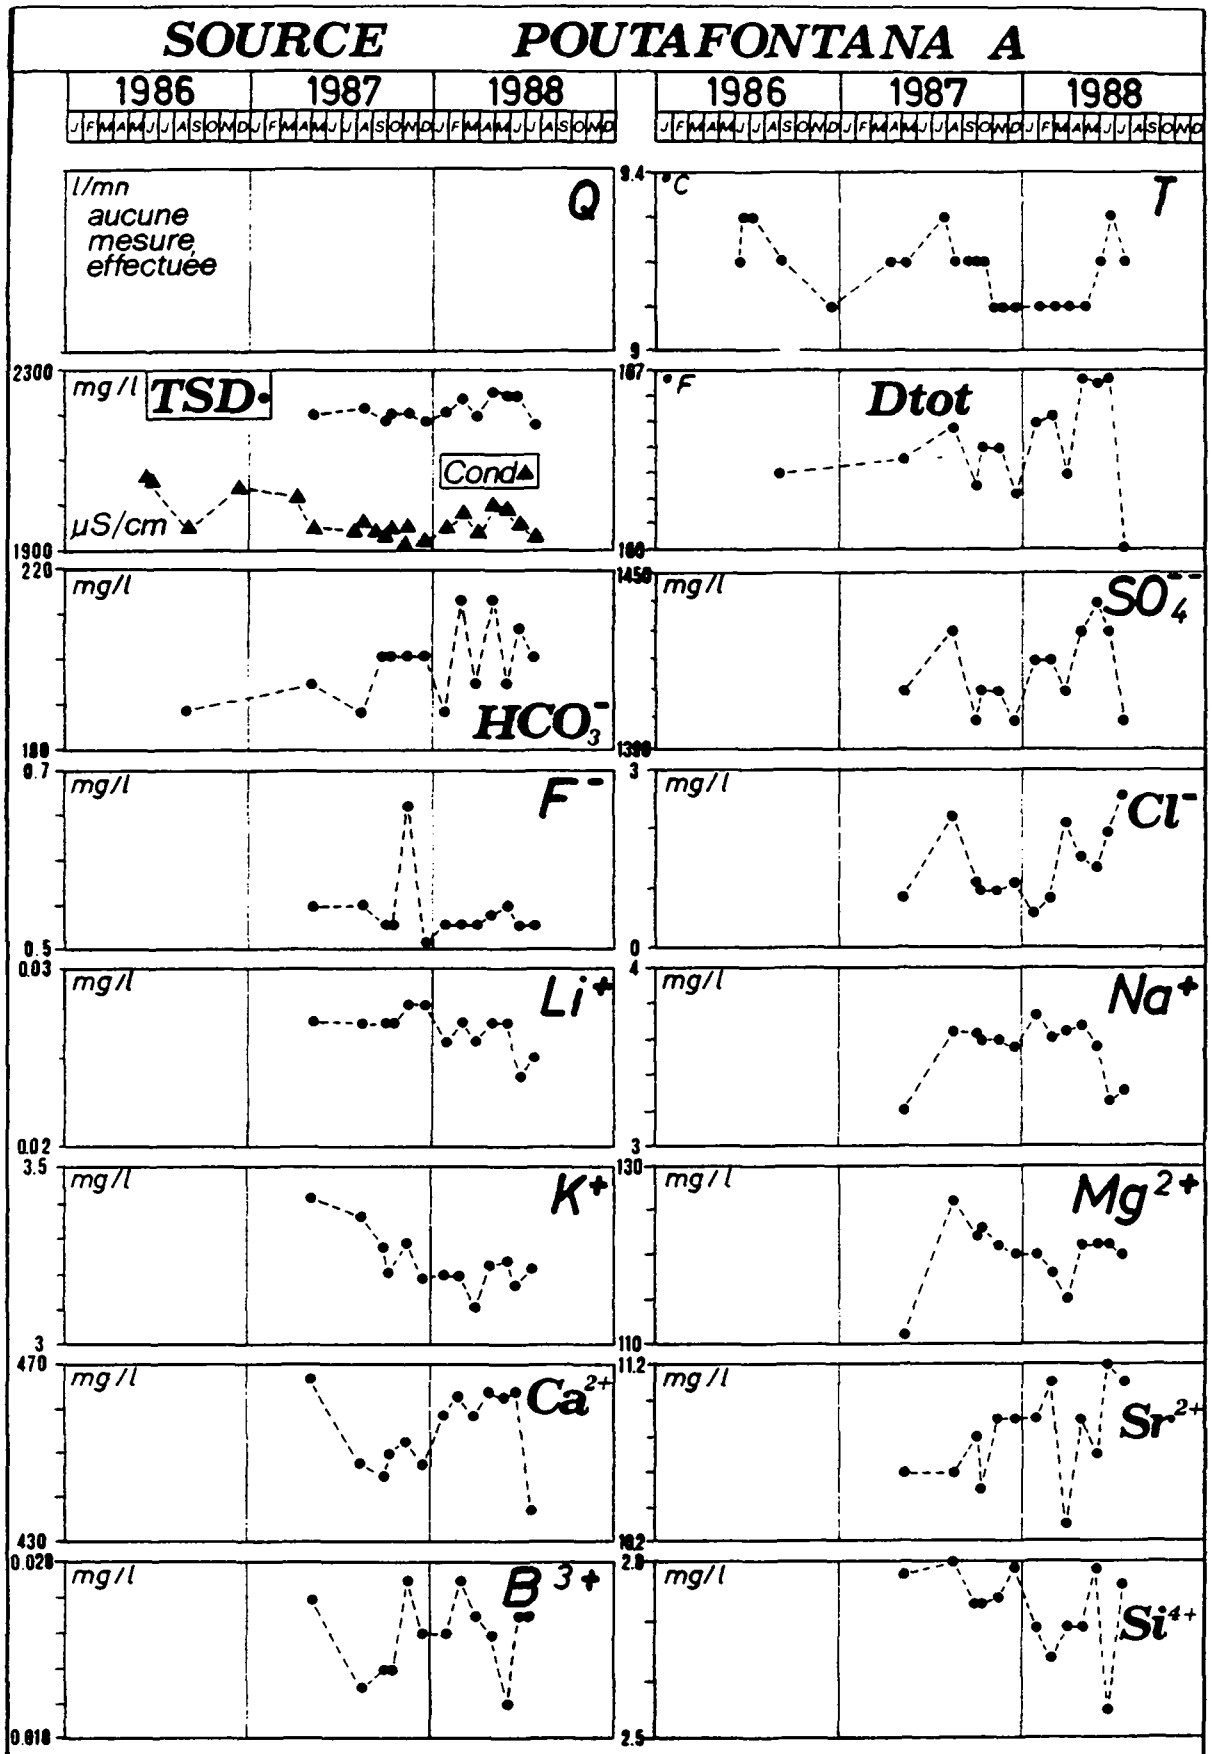 SOURCE POUTAFONTANA A
1986 1987 1988 1986 1987 1988
J F M A M J J A S O N D J F M A M J J A S O N D J F M A M J J A S O N D J F M A M J J A S O N D J F M A M J J A S O N D J F M A M J J A S O N D
l/mn Q
aucune
mesure
effectuée
9.4 °C T
9
2300 mg/l TSD
Cond
µS/cm
1900
167 °F Dtot
160
220 mg/l
HCO3-
180
1450 mg/l SO4--
1390
0.7 mg/l F-
0.5
3 mg/l Cl-
0
0.03 mg/l Li+
0.02
4 mg/l Na+
3
3.5 mg/l K+
3
130 mg/l Mg2+
110
470 mg/l Ca2+
430
11.2 mg/l Sr2+
10.2
0.028 mg/l B3+
0.018
2.8 mg/l Si4+
2.5